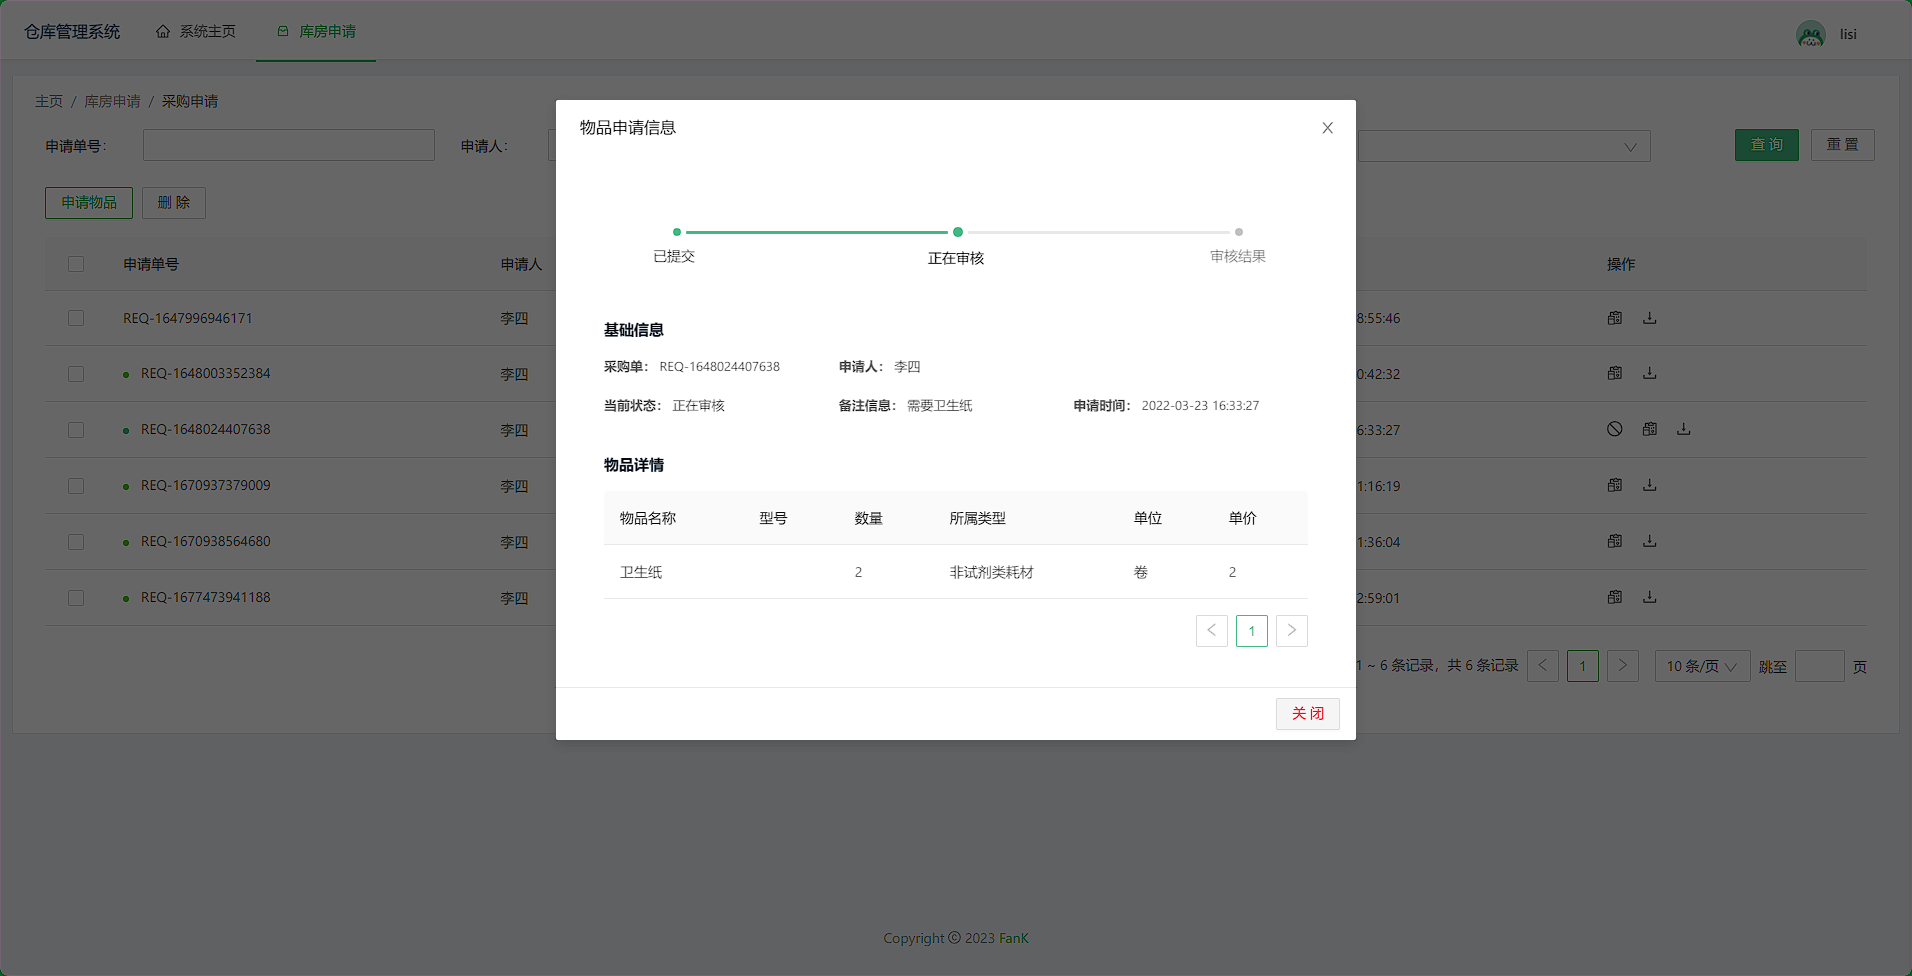 仓库管理系统 系统主页 库房申请 lisi
主页 / 库房申请 / 采购申请
申请单号: 申请人: 查 询 重 置
申请物品 删 除
申请单号 申请人 操作
REQ-1647996946171 李四 8:55:46
REQ-1648003352384 李四 0:42:32
REQ-1648024407638 李四 6:33:27
REQ-1670937379009 李四 1:16:19
REQ-1670938564680 李四 1:36:04
REQ-1677473941188 李四 2:59:01
1 ~ 6 条记录，共 6 条记录 1 10 条/页 跳至 页
物品申请信息
已提交 正在审核 审核结果
基础信息
采购单： REQ-1648024407638 申请人： 李四
当前状态： 正在审核 备注信息： 需要卫生纸 申请时间： 2022-03-23 16:33:27
物品详情
物品名称 型号 数量 所属类型 单位 单价
卫生纸 2 非试剂类耗材 卷 2
1
关 闭
Copyright © 2023 FanK